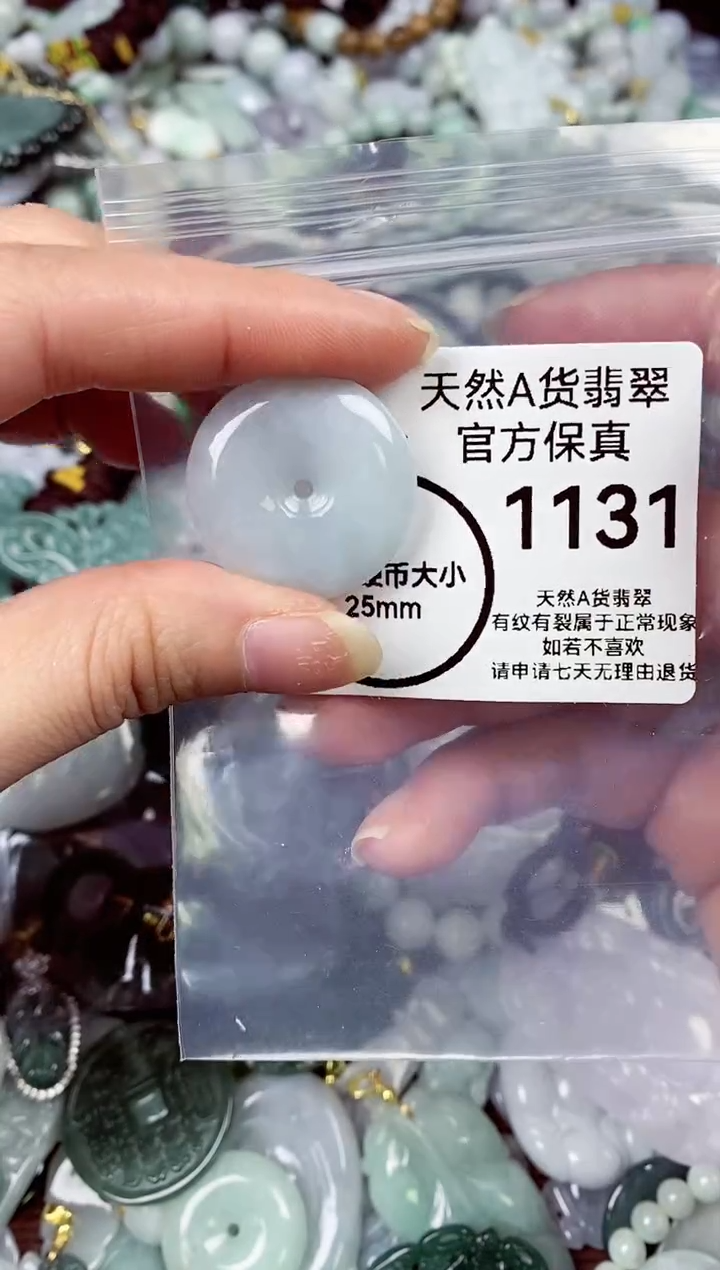 天然A货翡翠
官方保真
1131
币大小
25mm
天然A货翡翠
有纹有裂属于正常现象
如若不喜欢
请申请七天无理由退货